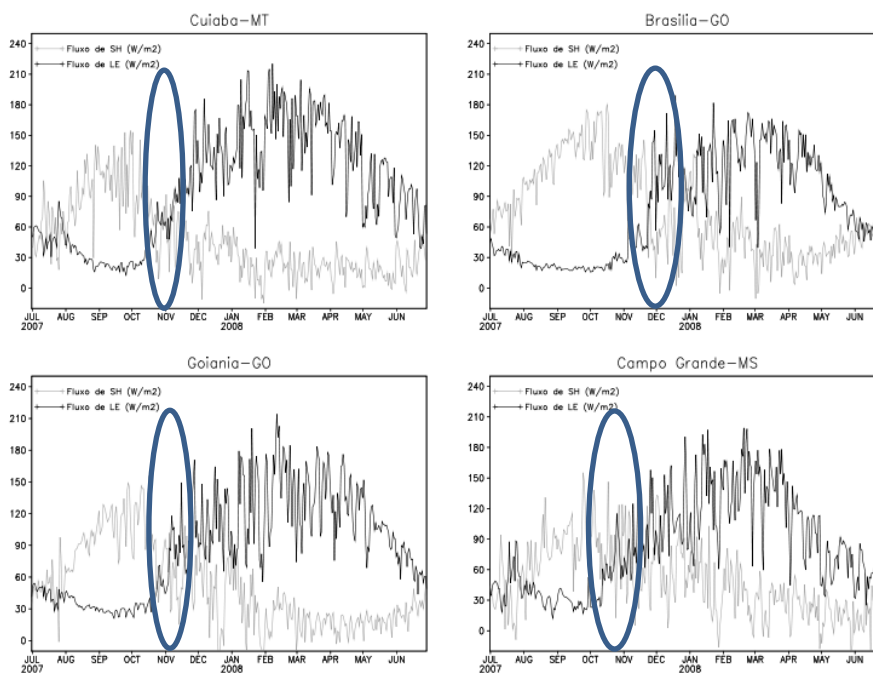 Cuiaba-MT
Fluxo de SH (W/m2)
Fluxo de LE (W/m2)
240
210
180
150
120
90
60
30
0
JUL AUG SEP OCT NOV DEC JAN FEB MAR APR MAY JUN
2007 2008
Brasilia-GO
Fluxo de SH (W/m2)
Fluxo de LE (W/m2)
240
210
180
150
120
90
60
30
0
JUL AUG SEP OCT NOV DEC JAN FEB MAR APR MAY JUN
2007 2008
Goiania-GO
Fluxo de SH (W/m2)
Fluxo de LE (W/m2)
240
210
180
150
120
90
60
30
0
JUL AUG SEP OCT NOV DEC JAN FEB MAR APR MAY JUN
2007 2008
Campo Grande-MS
Fluxo de SH (W/m2)
Fluxo de LE (W/m2)
240
210
180
150
120
90
60
30
0
JUL AUG SEP OCT NOV DEC JAN FEB MAR APR MAY JUN
2007 2008